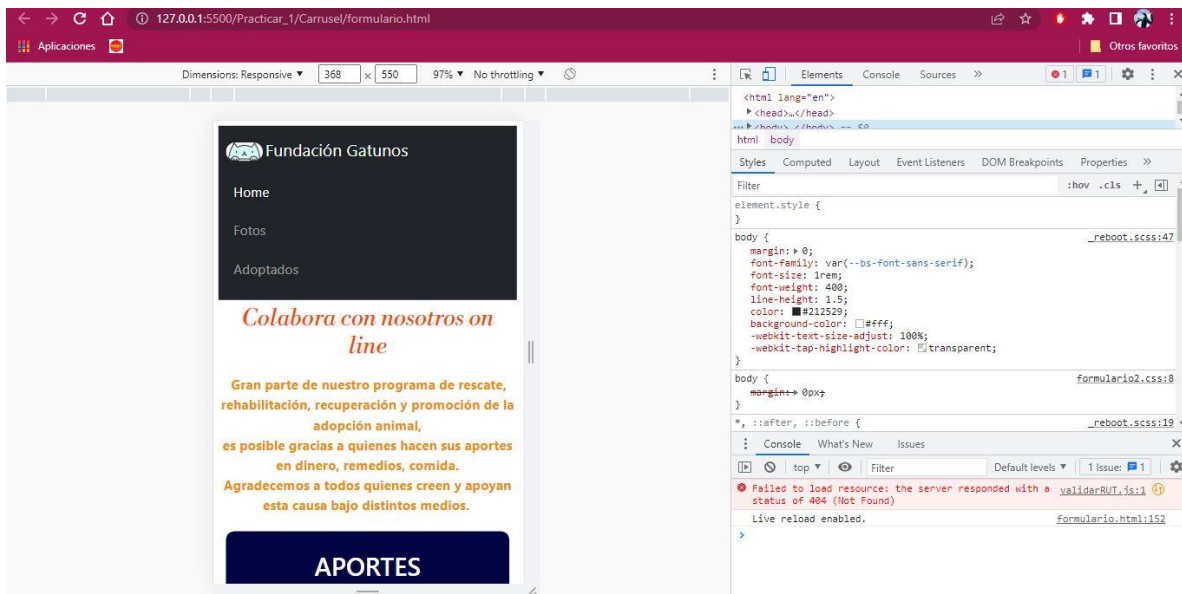 127.0.0.1:5500/Practicar_1/Carrusel/formulario.html
Aplicaciones
Otros favoritos
Dimensions: Responsive ▼ 368 x 550 97% ▼ No throttling ▼
Elements Console Sources » 1 1
<html lang="en">
<head>…</head>
<body> </body> == $0
html body
Styles Computed Layout Event Listeners DOM Breakpoints Properties »
Filter :hov .cls +
element.style {
}
body { _reboot.scss:47
margin: 0;
font-family: var(--bs-font-sans-serif);
font-size: 1rem;
font-weight: 400;
line-height: 1.5;
color: #212529;
background-color: #fff;
-webkit-text-size-adjust: 100%;
-webkit-tap-highlight-color: transparent;
}
body { formulario2.css:8
margin: 0px;
}
*, ::after, ::before { _reboot.scss:19
Console What's New Issues
top ▼ Filter Default levels ▼ 1 Issue: 1
Failed to load resource: the server responded with a validarRUT.js:1
status of 404 (Not Found)
Live reload enabled. formulario.html:152
>
Fundación Gatunos
Home
Fotos
Adoptados
Colabora con nosotros on
line
Gran parte de nuestro programa de rescate,
rehabilitación, recuperación y promoción de la
adopción animal,
es posible gracias a quienes hacen sus aportes
en dinero, remedios, comida.
Agradecemos a todos quienes creen y apoyan
esta causa bajo distintos medios.
APORTES